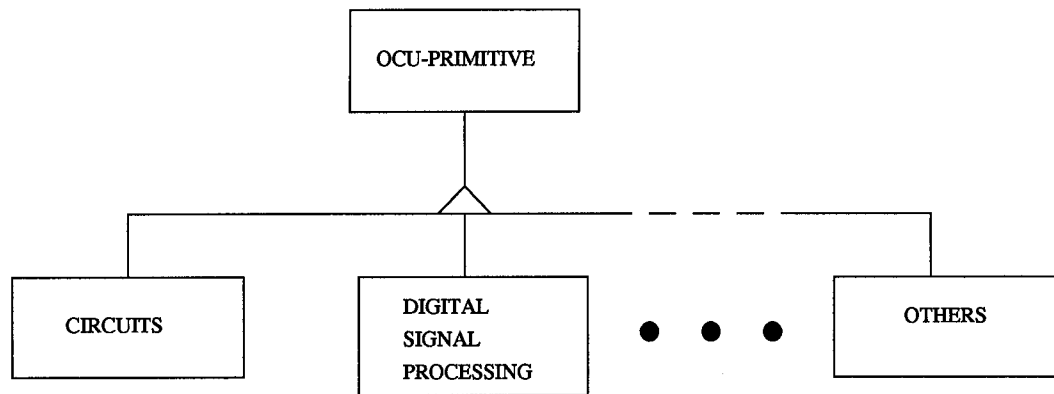 OCU-PRIMITIVE
CIRCUITS
DIGITAL
SIGNAL
PROCESSING
OTHERS